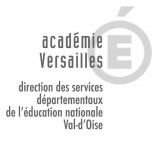 académie
Versailles
É
direction des services
départementaux
de l'éducation nationale
Val-d'Oise